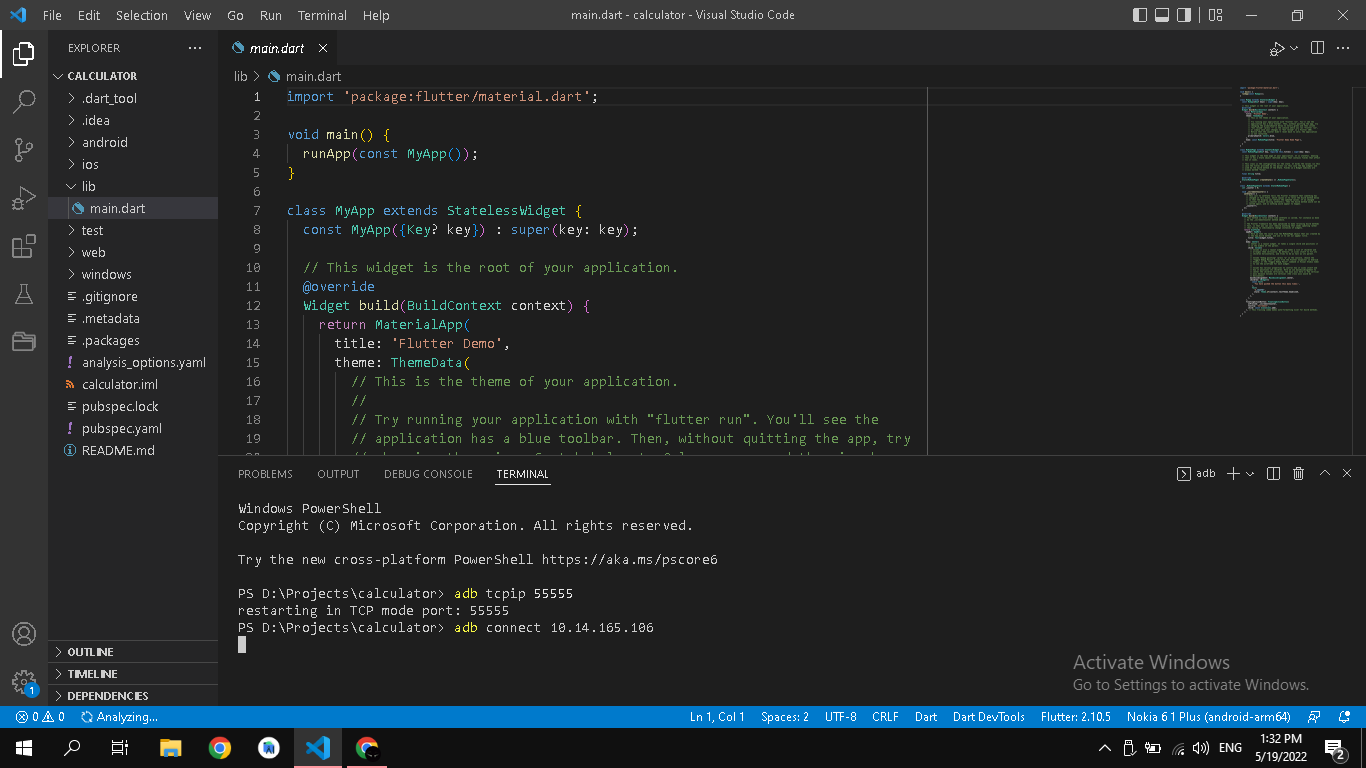 File Edit Selection View Go Run Terminal Help
main.dart - calculator - Visual Studio Code
EXPLORER
CALCULATOR
.dart_tool
.idea
android
ios
lib
main.dart
test
web
windows
.gitignore
.metadata
.packages
analysis_options.yaml
calculator.iml
pubspec.lock
pubspec.yaml
README.md
OUTLINE
TIMELINE
DEPENDENCIES
1
main.dart
lib > main.dart
1 import 'package:flutter/material.dart';
2
3 void main() {
4 runApp(const MyApp());
5 }
6
7 class MyApp extends StatelessWidget {
8 const MyApp({Key? key}) : super(key: key);
9
10 // This widget is the root of your application.
11 @override
12 Widget build(BuildContext context) {
13 return MaterialApp(
14 title: 'Flutter Demo',
15 theme: ThemeData(
16 // This is the theme of your application.
17 //
18 // Try running your application with "flutter run". You'll see the
19 // application has a blue toolbar. Then, without quitting the app, try
PROBLEMS OUTPUT DEBUG CONSOLE TERMINAL
adb
Windows PowerShell
Copyright (C) Microsoft Corporation. All rights reserved.
Try the new cross-platform PowerShell https://aka.ms/pscore6
PS D:\Projects\calculator> adb tcpip 55555
restarting in TCP mode port: 55555
PS D:\Projects\calculator> adb connect 10.14.165.106
Activate Windows
Go to Settings to activate Windows.
0 0 Analyzing...
Ln 1, Col 1 Spaces: 2 UTF-8 CRLF Dart Dart DevTools Flutter: 2.10.5 Nokia 6 1 Plus (android-arm64)
ENG
1:32 PM
5/19/2022
2